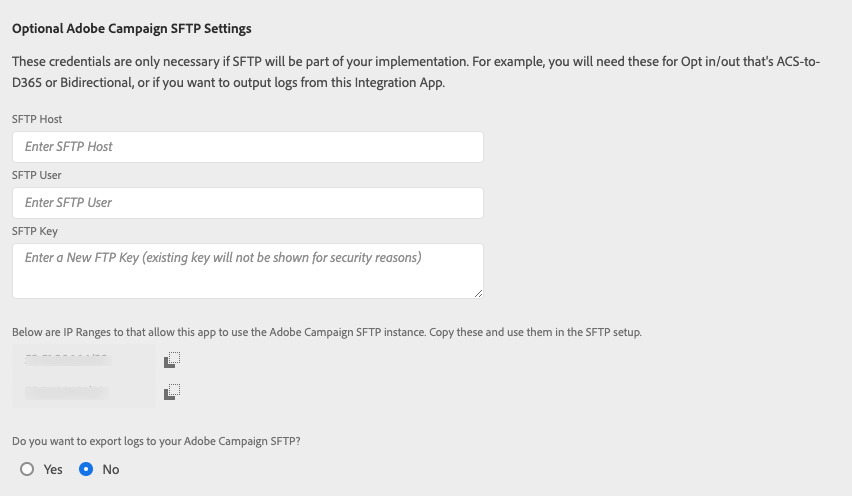 Optional Adobe Campaign SFTP Settings
These credentials are only necessary if SFTP will be part of your implementation. For example, you will need these for Opt in/out that's ACS-to-
D365 or Bidirectional, or if you want to output logs from this Integration App.
SFTP Host
Enter SFTP Host
SFTP User
Enter SFTP User
SFTP Key
Enter a New FTP Key (existing key will not be shown for security reasons)
Below are IP Ranges to that allow this app to use the Adobe Campaign SFTP instance. Copy these and use them in the SFTP setup.
Do you want to export logs to your Adobe Campaign SFTP?
Yes No